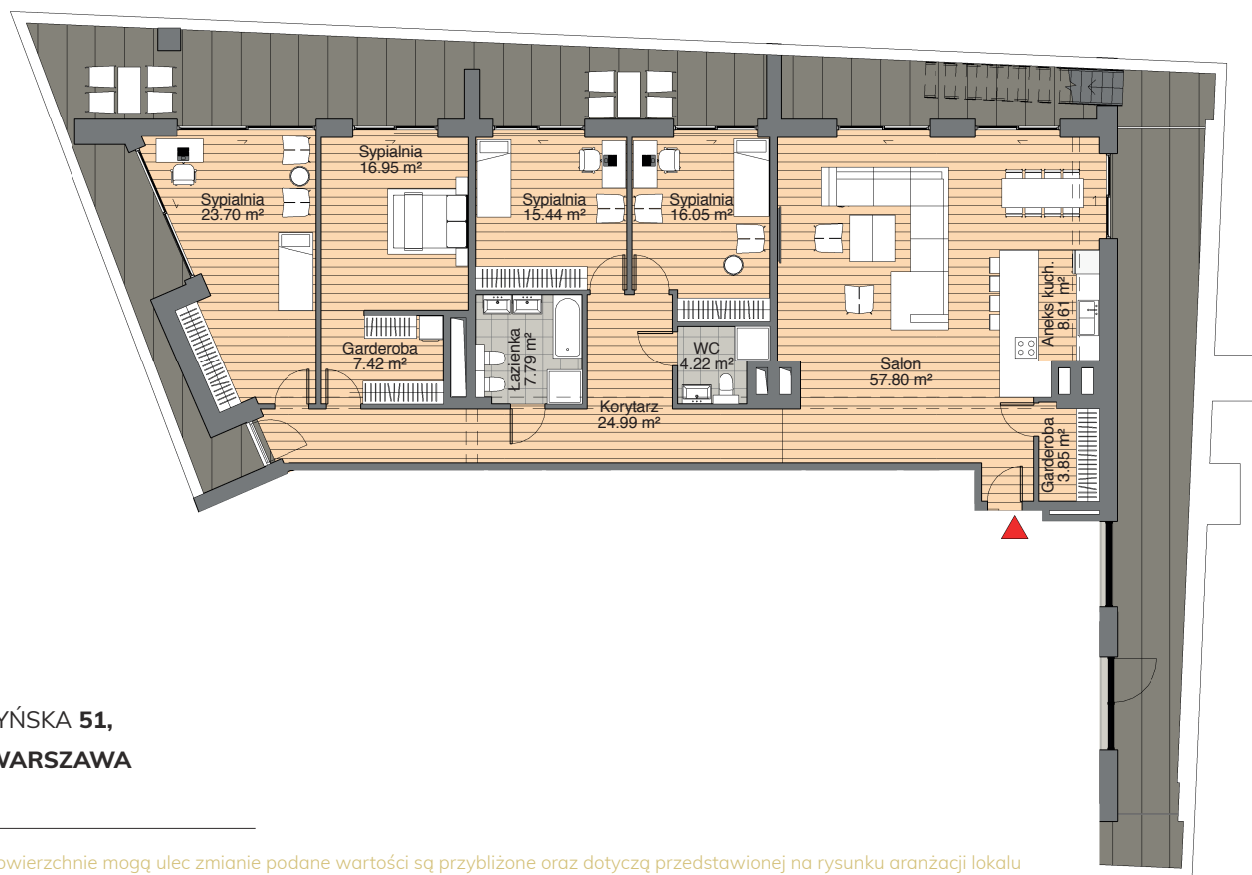 Sypialnia
16.95 m²
Sypialnia
23.70 m²
Sypialnia
15.44 m²
Sypialnia
16.05 m²
Aneks kuch.
8.61 m²
Garderoba
7.42 m²
Łazienka
7.79 m²
WC
4.22 m²
Salon
57.80 m²
Korytarz
24.99 m²
Garderoba
3.85 m²
YŃSKA 51,
WARSZAWA
owierzchnie mogą ulec zmianie podane wartości są przybliżone oraz dotyczą przedstawionej na rysunku aranżacji lokalu